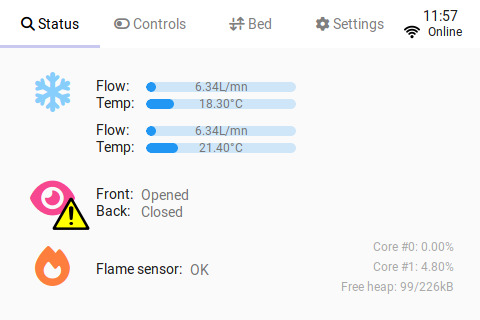 Status Controls Bed Settings 11:57
Online
Flow: 6.34L/mn
Temp: 18.30°C
Flow: 6.34L/mn
Temp: 21.40°C
Front: Opened
Back: Closed
Flame sensor: OK
Core #0: 0.00%
Core #1: 4.80%
Free heap: 99/226kB